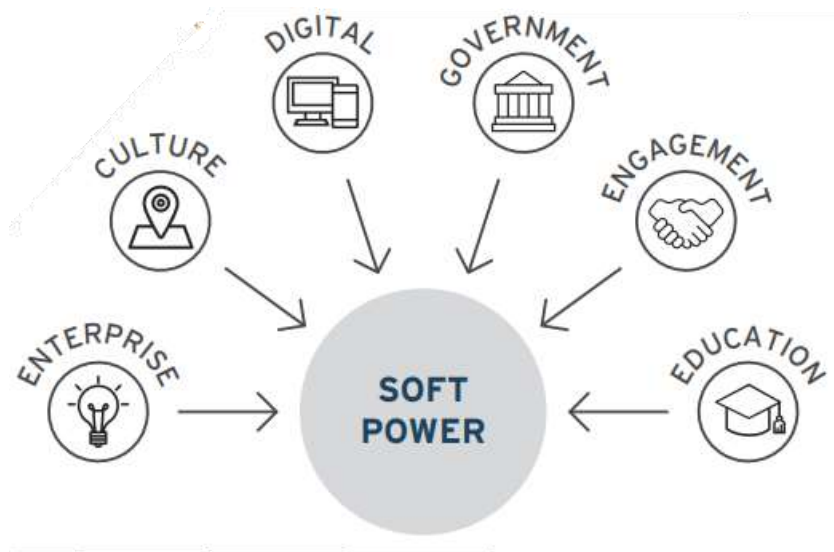 DIGITAL
GOVERNMENT
CULTURE
ENGAGEMENT
ENTERPRISE
EDUCATION
SOFT
POWER